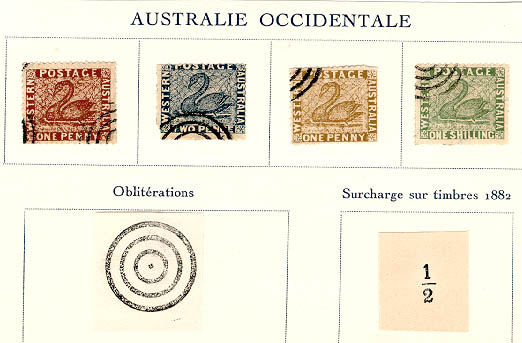 AUSTRALIE OCCIDENTALE
POSTAGE
WESTERN
AUSTRALIA
ONE PENNY
POSTAGE
WESTERN
AUSTRALIA
TWO PENCE
POSTAGE
WESTERN
AUSTRALIA
ONE PENNY
POSTAGE
WESTERN
AUSTRALIA
ONE SHILLING
Oblitérations
Surcharge sur timbres 1882
1
2